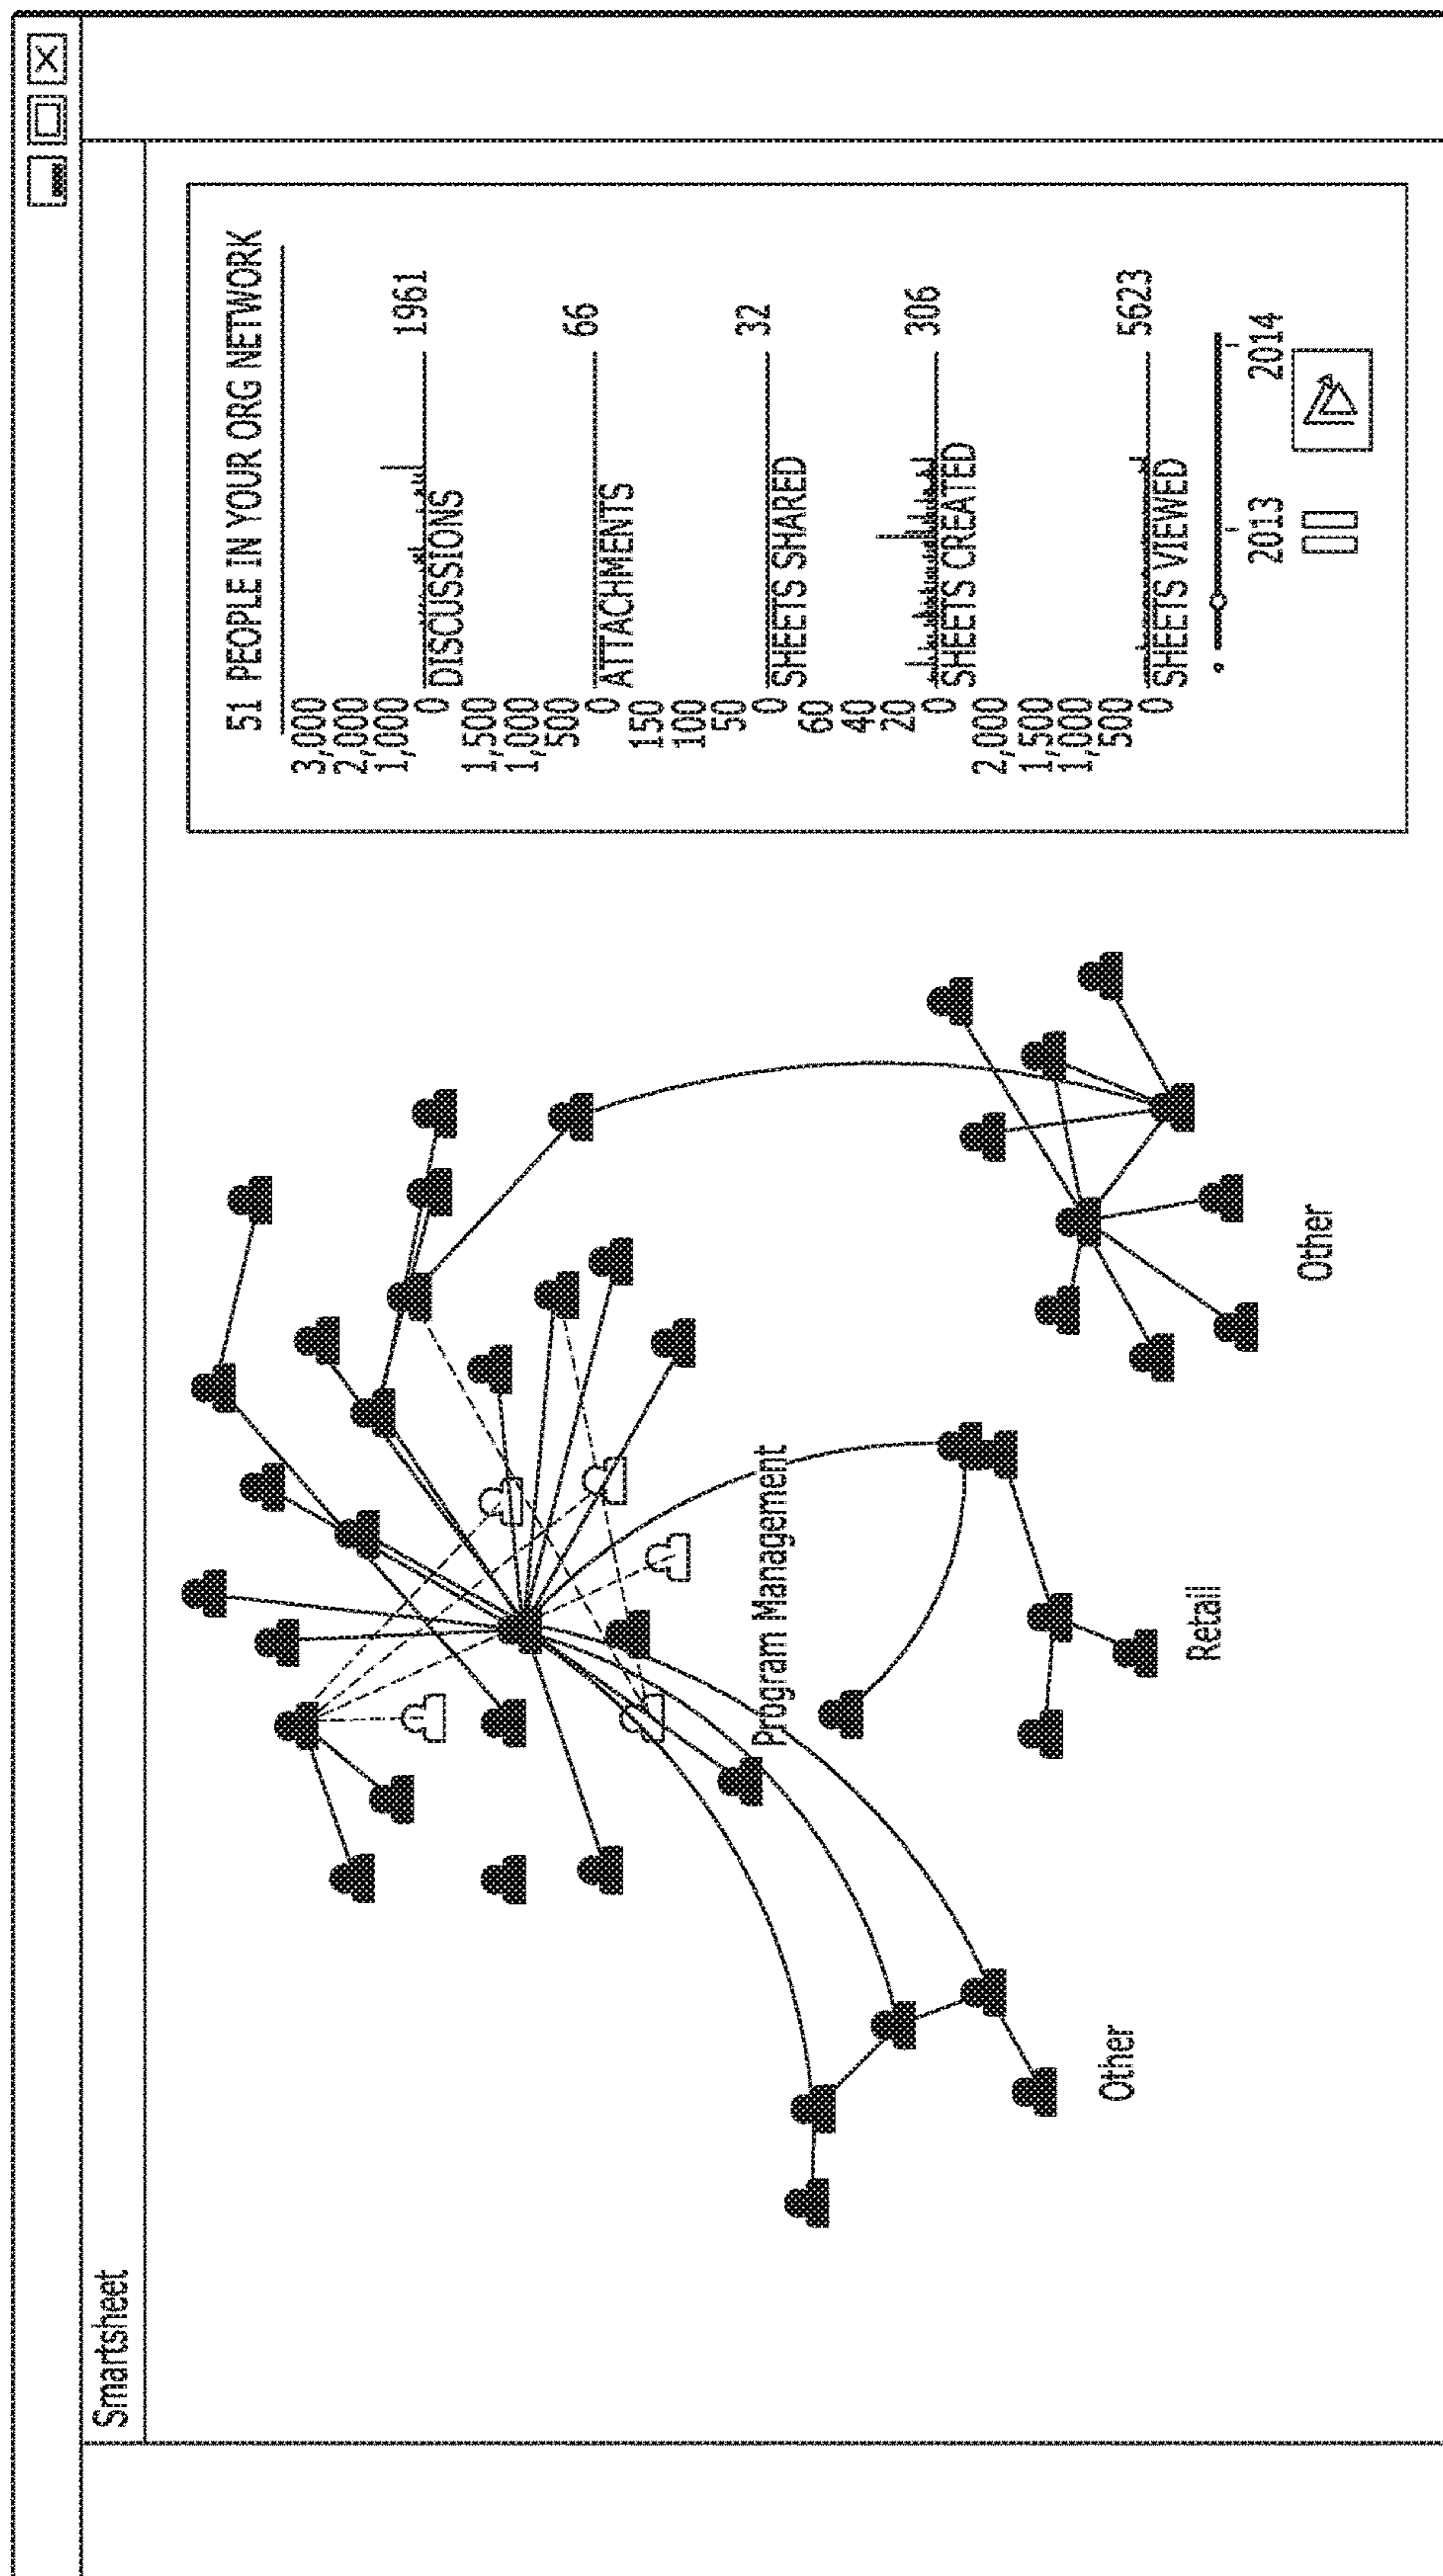 Smartsheet
Program Management
Other
Retail
Other
51 PEOPLE IN YOUR ORG NETWORK
3,000
2,000
1,000
0
1961
DISCUSSIONS
1,500
1,000
500
0
66
ATTACHMENTS
150
100
50
0
32
SHEETS SHARED
60
40
20
0
306
SHEETS CREATED
2,000
1,500
1,000
500
0
5623
SHEETS VIEWED
2013 2014